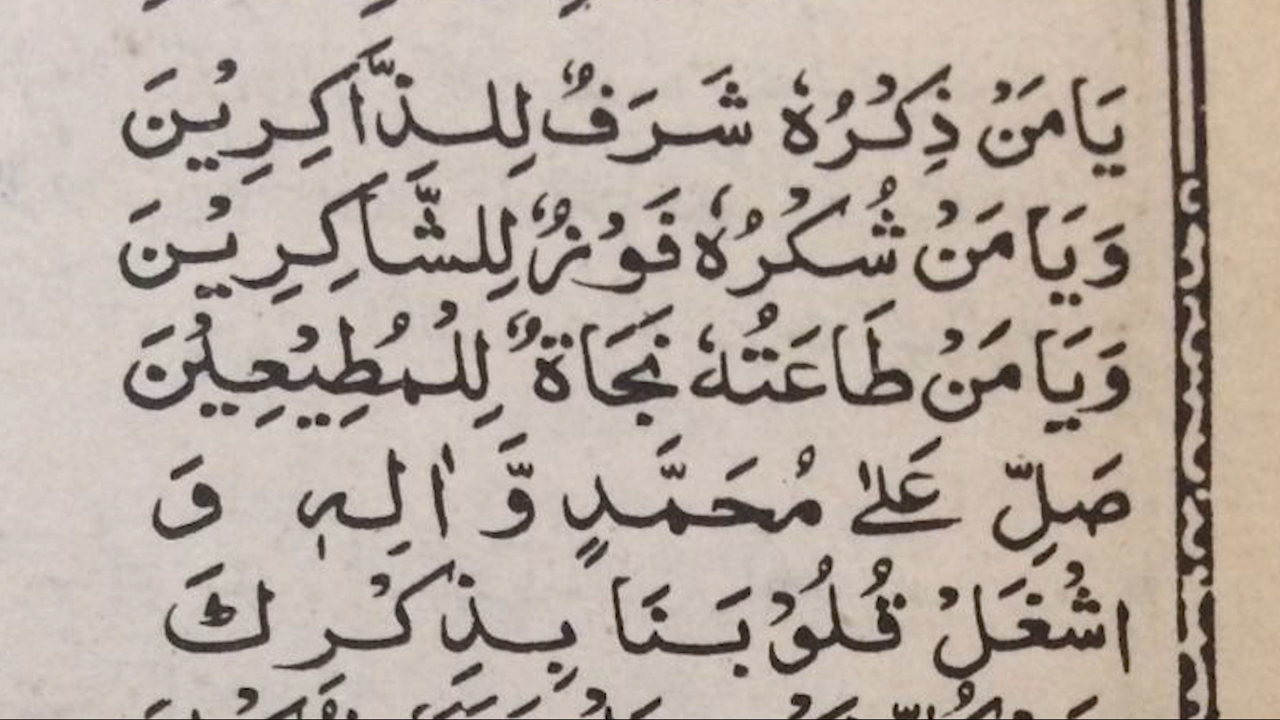 يَا مَنْ ذِكْرُهٗ شَرَفٌ لِلذَّاكِرِيْنَ
وَيَا مَنْ شُكْرُهٗ فَوْزٌ لِلشَّاكِرِيْنَ
وَيَا مَنْ طَاعَتُهٗ نَجَاةٌ لِلْمُطِيْعِيْنَ
صَلِّ عَلٰى مُحَمَّدٍ وَّاٰلِهٖ وَ
اشْغَلْ قُلُوْبَنَا بِذِكْرِكَ